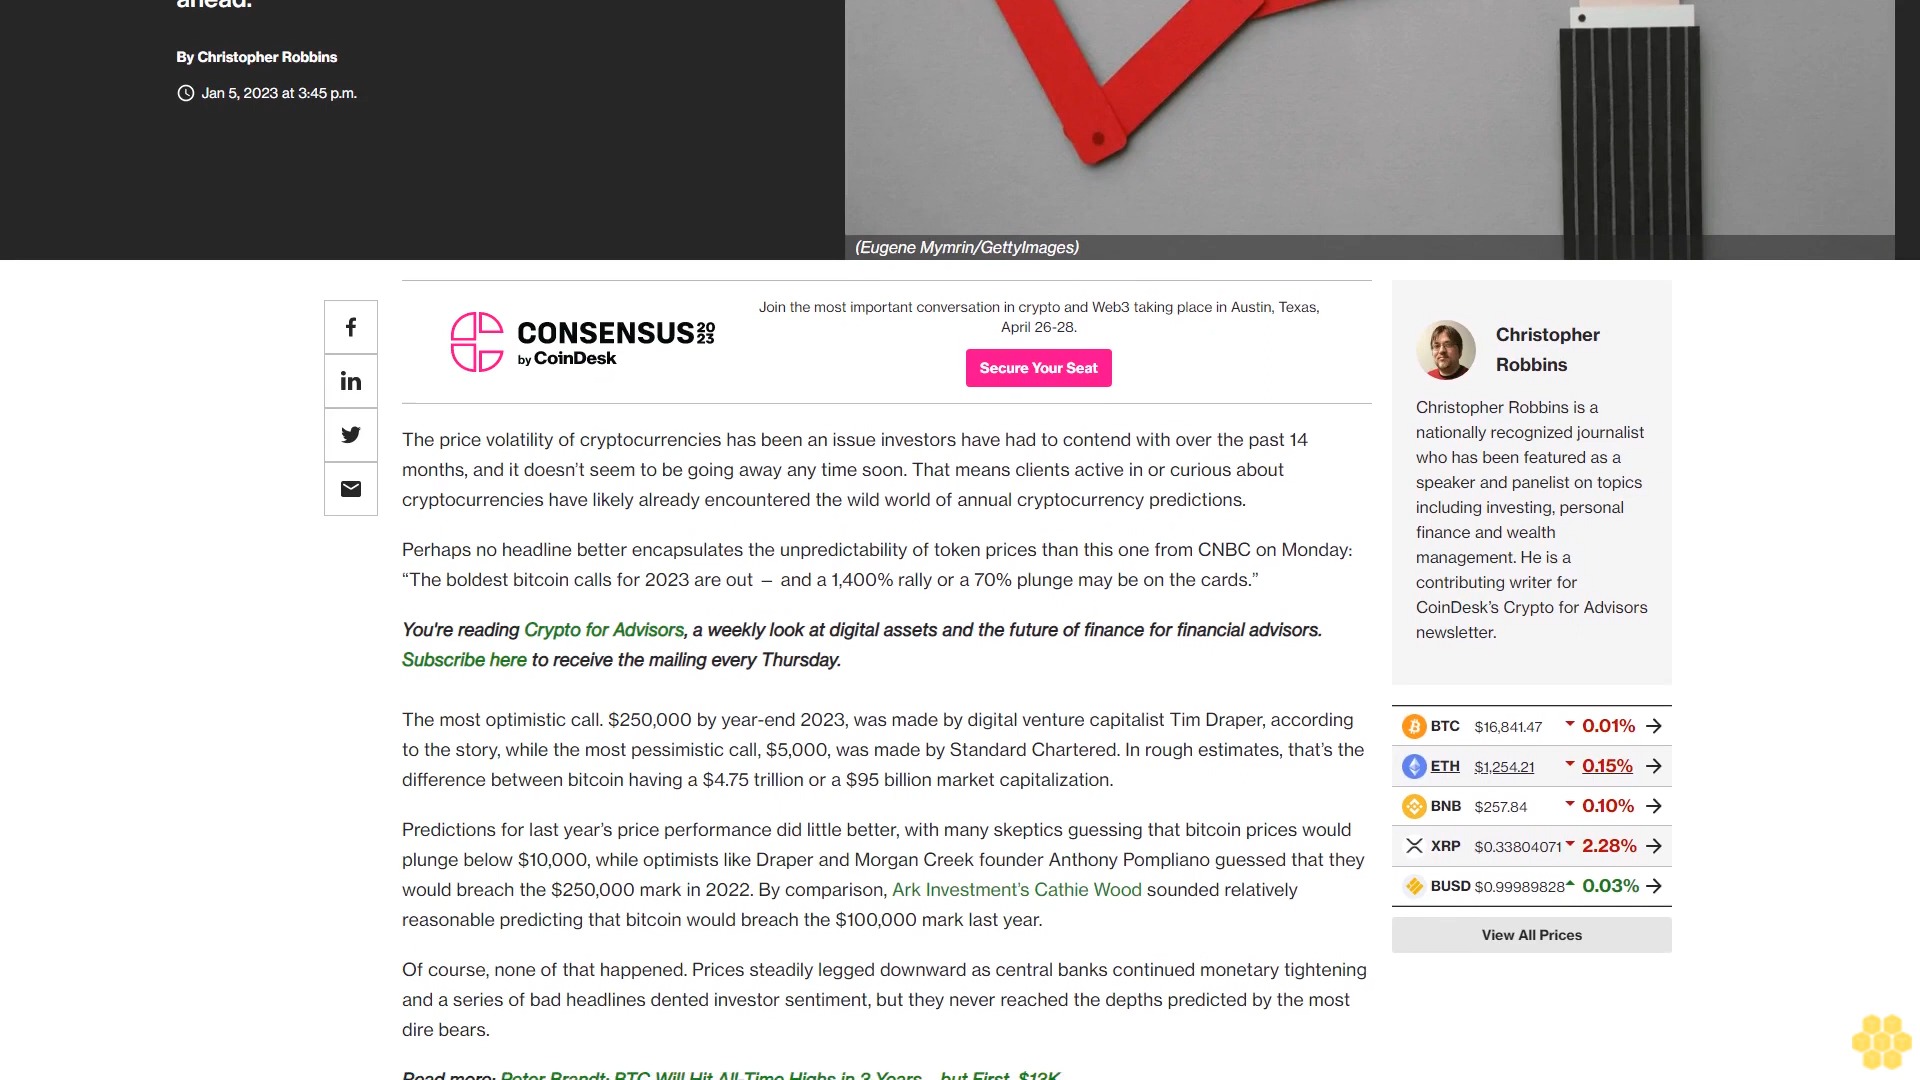 ahead.
By Christopher Robbins
Jan 5, 2023 at 3:45 p.m.
(Eugene Mymrin/GettyImages)
CONSENSUS 20 23
by CoinDesk
Join the most important conversation in crypto and Web3 taking place in Austin, Texas,
April 26-28.
Secure Your Seat
The price volatility of cryptocurrencies has been an issue investors have had to contend with over the past 14
months, and it doesn’t seem to be going away any time soon. That means clients active in or curious about
cryptocurrencies have likely already encountered the wild world of annual cryptocurrency predictions.
Perhaps no headline better encapsulates the unpredictability of token prices than this one from CNBC on Monday:
“The boldest bitcoin calls for 2023 are out — and a 1,400% rally or a 70% plunge may be on the cards.”
You're reading Crypto for Advisors, a weekly look at digital assets and the future of finance for financial advisors.
Subscribe here to receive the mailing every Thursday.
The most optimistic call. $250,000 by year-end 2023, was made by digital venture capitalist Tim Draper, according
to the story, while the most pessimistic call, $5,000, was made by Standard Chartered. In rough estimates, that’s the
difference between bitcoin having a $4.75 trillion or a $95 billion market capitalization.
Predictions for last year’s price performance did little better, with many skeptics guessing that bitcoin prices would
plunge below $10,000, while optimists like Draper and Morgan Creek founder Anthony Pompliano guessed that they
would breach the $250,000 mark in 2022. By comparison, Ark Investment’s Cathie Wood sounded relatively
reasonable predicting that bitcoin would breach the $100,000 mark last year.
Of course, none of that happened. Prices steadily legged downward as central banks continued monetary tightening
and a series of bad headlines dented investor sentiment, but they never reached the depths predicted by the most
dire bears.
Read more: Peter Brandt: BTC Will Hit All-Time Highs in 3 Years – but First, $13K
Christopher
Robbins
Christopher Robbins is a
nationally recognized journalist
who has been featured as a
speaker and panelist on topics
including investing, personal
finance and wealth
management. He is a
contributing writer for
CoinDesk’s Crypto for Advisors
newsletter.
BTC $16,841.47 0.01%
ETH $1,254.21 0.15%
BNB $257.84 0.10%
XRP $0.33804071 2.28%
BUSD $0.99989828 0.03%
View All Prices